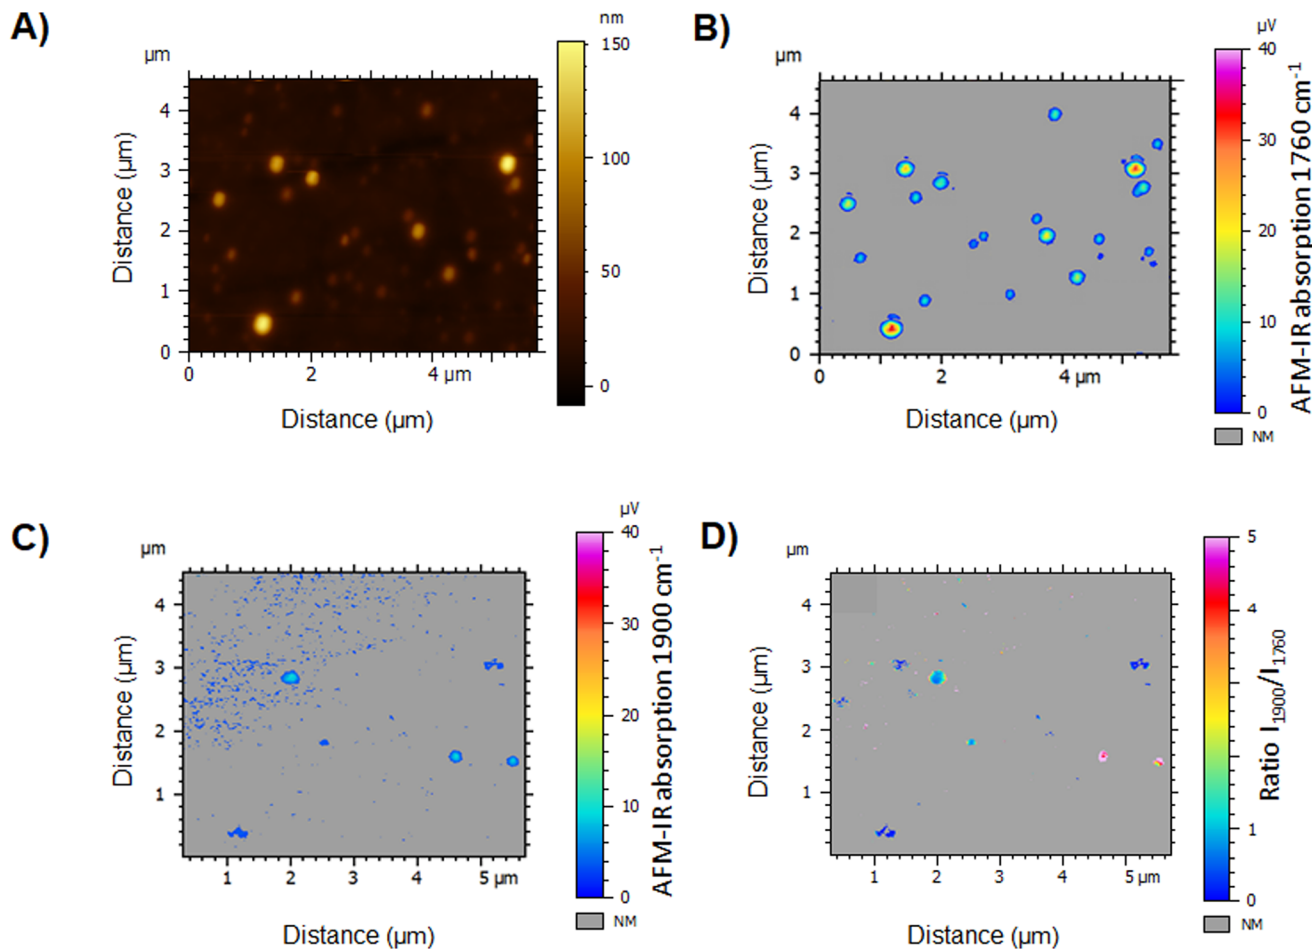 A)
nm
150
100
50
0
µm
4
3
2
1
0
Distance (µm)
0
2
4 µm
Distance (µm)
B)
µV
40
30
20
10
0
NM
AFM-IR absorption 1760 cm-1
µm
4
3
2
1
0
Distance (µm)
0
2
4 µm
Distance (µm)
C)
µV
40
30
20
10
0
NM
AFM-IR absorption 1900 cm-1
µm
4
3
2
1
Distance (µm)
1
2
3
4
5 µm
Distance (µm)
D)
5
4
1
0
NM
Ratio I1900/I1760
µm
4
3
2
1
Distance (µm)
1
2
3
4
5 µm
Distance (µm)